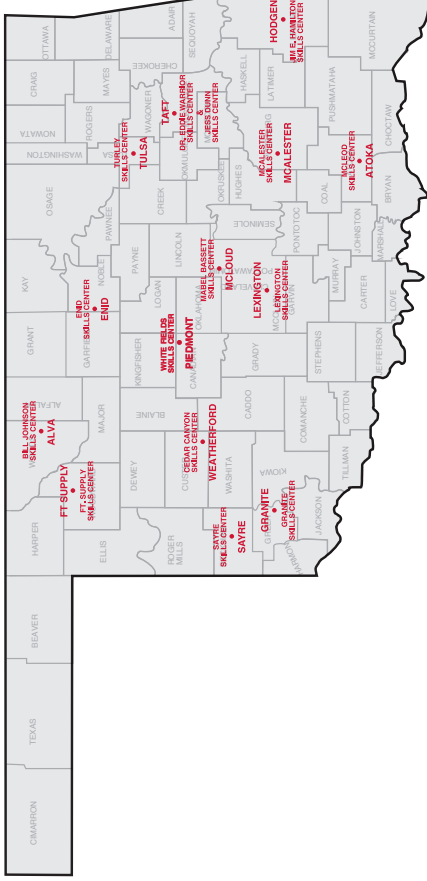 CIMARRON
TEXAS
BEAVER
HARPER
ELLIS
FT. SUPPLY
FT. SUPPLY
SKILLS CENTER
BILL JOHNSON
SKILLS CENTER
ALVA
MAJOR
GRANT
ENID
SKILLS CENTER
ENID
KAY
NOBLE
OSAGE
PAWNEE
WASHINGTON
NOWATA
ROGERS
CRAIG
OTTAWA
MAYES
DELAWARE
TURLEY
SKILLS CENTER
TULSA
WAGONER
CHEROKEE
ADAIR
SEQUOYAH
TAFT
DR. EDDIE WARRIOR
SKILLS CENTER
&
JESS DUNN
SKILLS CENTER
CREEK
OKFUSKEE
DEWEY
BLAINE
KINGFISHER
LOGAN
PAYNE
LINCOLN
ROGER
MILLS
CEDAR CANYON
SKILLS CENTER
WEATHERFORD
WHITE FIELDS
SKILLS CENTER
PIEDMONT
MABEL BASSETT
SKILLS CENTER
MCLOUD
SAYRE
SKILLS CENTER
SAYRE
WASHITA
CADDO
GRADY
LEXINGTON
LEXINGTON
SKILLS CENTER
SEMINOLE
HUGHES
HASKELL
LATIMER
MCALESTER
SKILLS CENTER
MCALESTER
HODGEN
JIM E. HAMILTON
SKILLS CENTER
GRANITE
GRANITE
SKILLS CENTER
KIOWA
JACKSON
COMANCHE
TILLMAN
COTTON
STEPHENS
JEFFERSON
MURRAY
CARTER
LOVE
PONTOTOC
JOHNSTON
MARSHALL
COAL
MCLEOD
SKILLS CENTER
ATOKA
BRYAN
PUSHMATAHA
CHOCTAW
MCCURTAIN